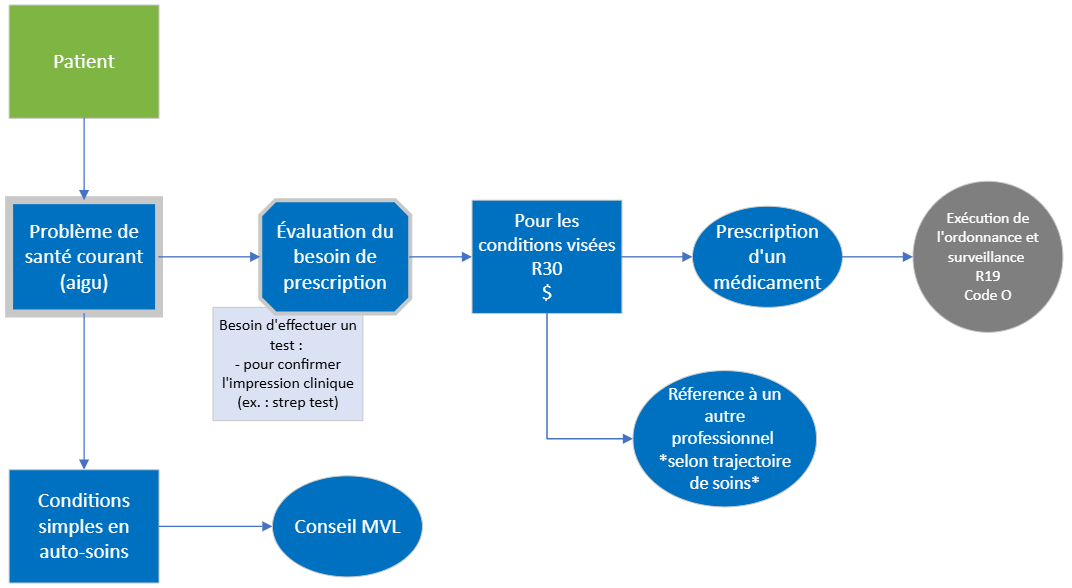 Patient
Problème de
santé courant
(aigu)
Évaluation du
besoin de
prescription
Besoin d'effectuer un
test :
- pour confirmer
l'impression clinique
(ex. : strep test)
Pour les
conditions visées
R30
$
Prescription
d'un
médicament
Exécution de
l'ordonnance et
surveillance
R19
Code O
Réference à un
autre
professionnel
*selon trajectoire
de soins*
Conditions
simples en
auto-soins
Conseil MVL